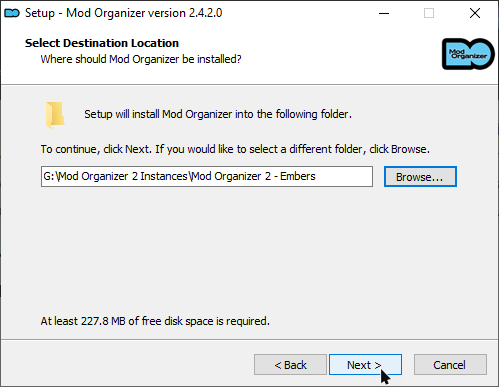 Setup - Mod Organizer version 2.4.2.0
Select Destination Location
Where should Mod Organizer be installed?
Mod
Organizer
Setup will install Mod Organizer into the following folder.
To continue, click Next. If you would like to select a different folder, click Browse.
G:\Mod Organizer 2 Instances\Mod Organizer 2 - Embers
Browse...
At least 227.8 MB of free disk space is required.
< Back
Next >
Cancel